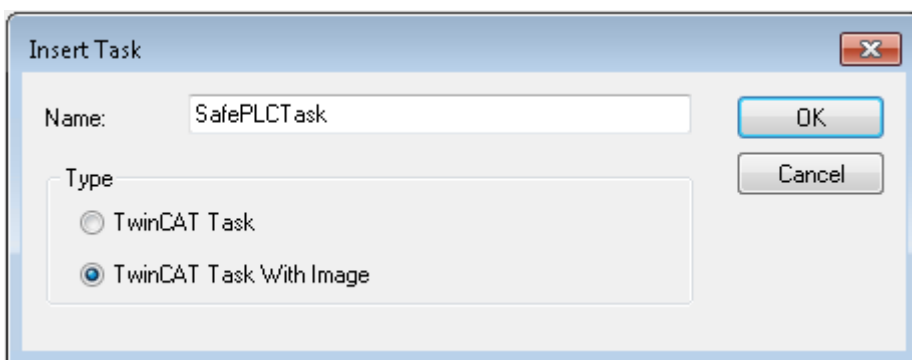 Insert Task
Name:
SafePLCTask
OK
Cancel
Type
TwinCAT Task
TwinCAT Task With Image